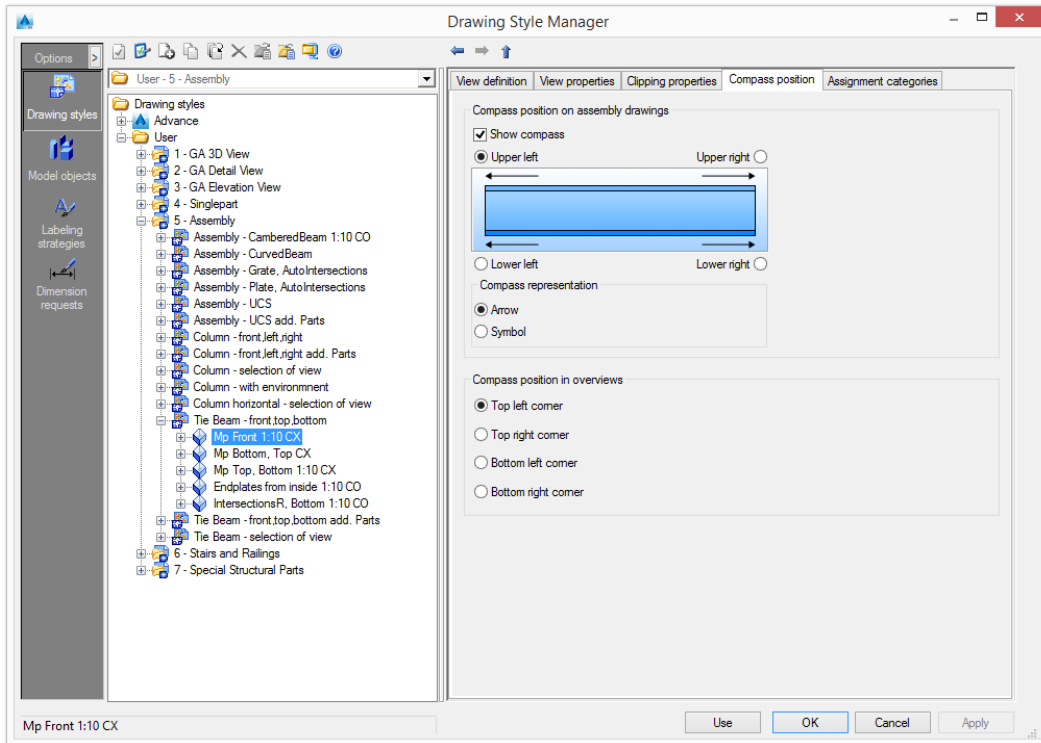 Drawing Style Manager
Options
Drawing styles
Model objects
Labeling
strategies
Dimension
requests
User - 5 - Assembly
Drawing styles
Advance
User
1 - GA 3D View
2 - GA Detail View
3 - GA Elevation View
4 - Singlepart
5 - Assembly
Assembly - CamberedBeam 1:10 CO
Assembly - CurvedBeam
Assembly - Grate, AutoIntersections
Assembly - Plate, AutoIntersections
Assembly - UCS
Assembly - UCS add. Parts
Column - front,left,right
Column - front,left,right add. Parts
Column - selection of view
Column - with environmnent
Column horizontal - selection of view
Tie Beam - front,top,bottom
Mp Front 1:10 CX
Mp Bottom, Top CX
Mp Top, Bottom 1:10 CX
Endplates from inside 1:10 CO
IntersectionsR, Bottom 1:10 CO
Tie Beam - front,top,bottom add. Parts
Tie Beam - selection of view
6 - Stairs and Railings
7 - Special Structural Parts
View definition View properties Clipping properties Compass position Assignment categories
Compass position on assembly drawings
Show compass
Upper left Upper right
Lower left Lower right
Compass representation
Arrow
Symbol
Compass position in overviews
Top left corner
Top right corner
Bottom left corner
Bottom right corner
Mp Front 1:10 CX
Use OK Cancel Apply